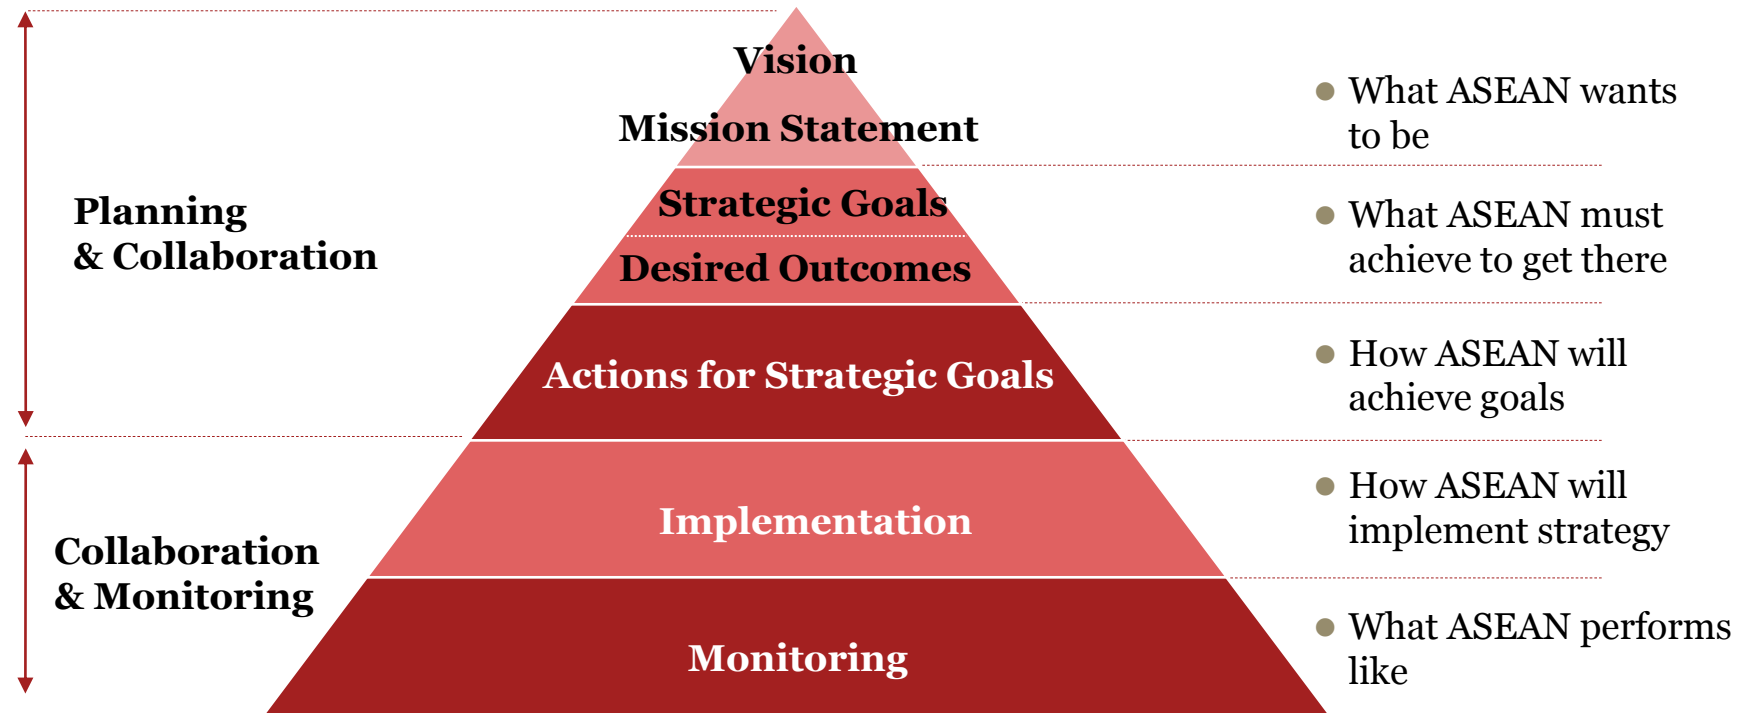 Vision
Mission Statement
What ASEAN wants
to be
Planning
& Collaboration
Strategic Goals
Desired Outcomes
What ASEAN must
achieve to get there
Actions for Strategic Goals
How ASEAN will
achieve goals
Collaboration
& Monitoring
Implementation
How ASEAN will
implement strategy
Monitoring
What ASEAN performs
like